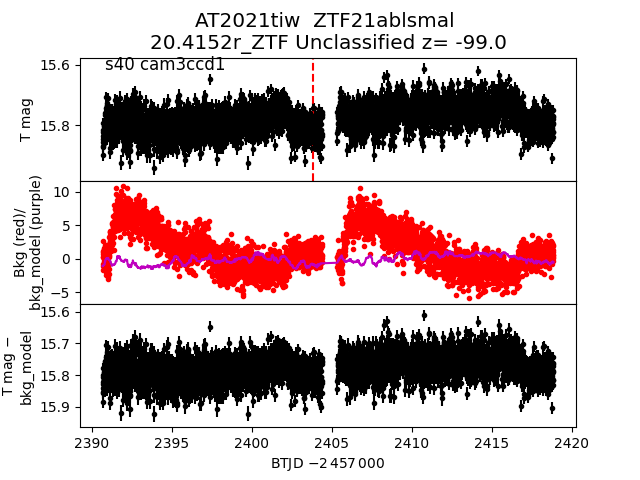 AT2021tiw  ZTF21ablsmal
20.4152r_ZTF Unclassified z= -99.0
s40 cam3ccd1
15.6
15.8
T mag
10
5
0
−5
Bkg (red)/
bkg_model (purple)
15.6
15.7
15.8
15.9
T mag −
bkg_model
2390 2395 2400 2405 2410 2415 2420
BTJD −2 457 000